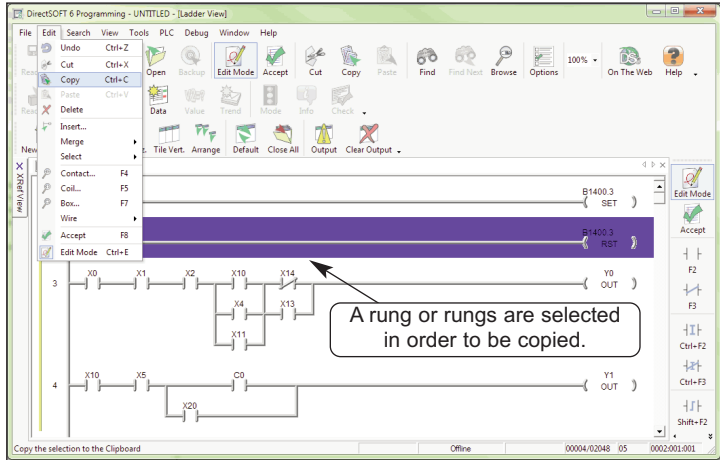 DirectSOFT 6 Programming - UNTITLED - [Ladder View]
File Edit Search View Tools PLC Debug Window Help
Undo Ctrl+Z
Cut Ctrl+X
Copy Ctrl+C
Paste Ctrl+V
Delete
Insert...
Merge
Select
Contact... F4
Coil... F5
Box... F7
Wire
Accept F8
Edit Mode Ctrl+E
Open Backup Edit Mode Accept Cut Copy Paste Find Find Next Browse Options 100% On The Web Help
Data Value Trend Mode Info Check
Tile Vert. Arrange Default Close All Output Clear Output
XRef View
B1400.3
SET
B1400.3
RST
3 X0 X1 X2 X10 X14 Y0
OUT
X4 X13
X11
A rung or rungs are selected
in order to be copied.
4 X10 X5 C0 Y1
OUT
X20
Edit Mode
Accept
F2
F3
Ctrl+F2
Ctrl+F3
Shift+F2
Copy the selection to the Clipboard Offline 00004/02048 05 0002:001:001